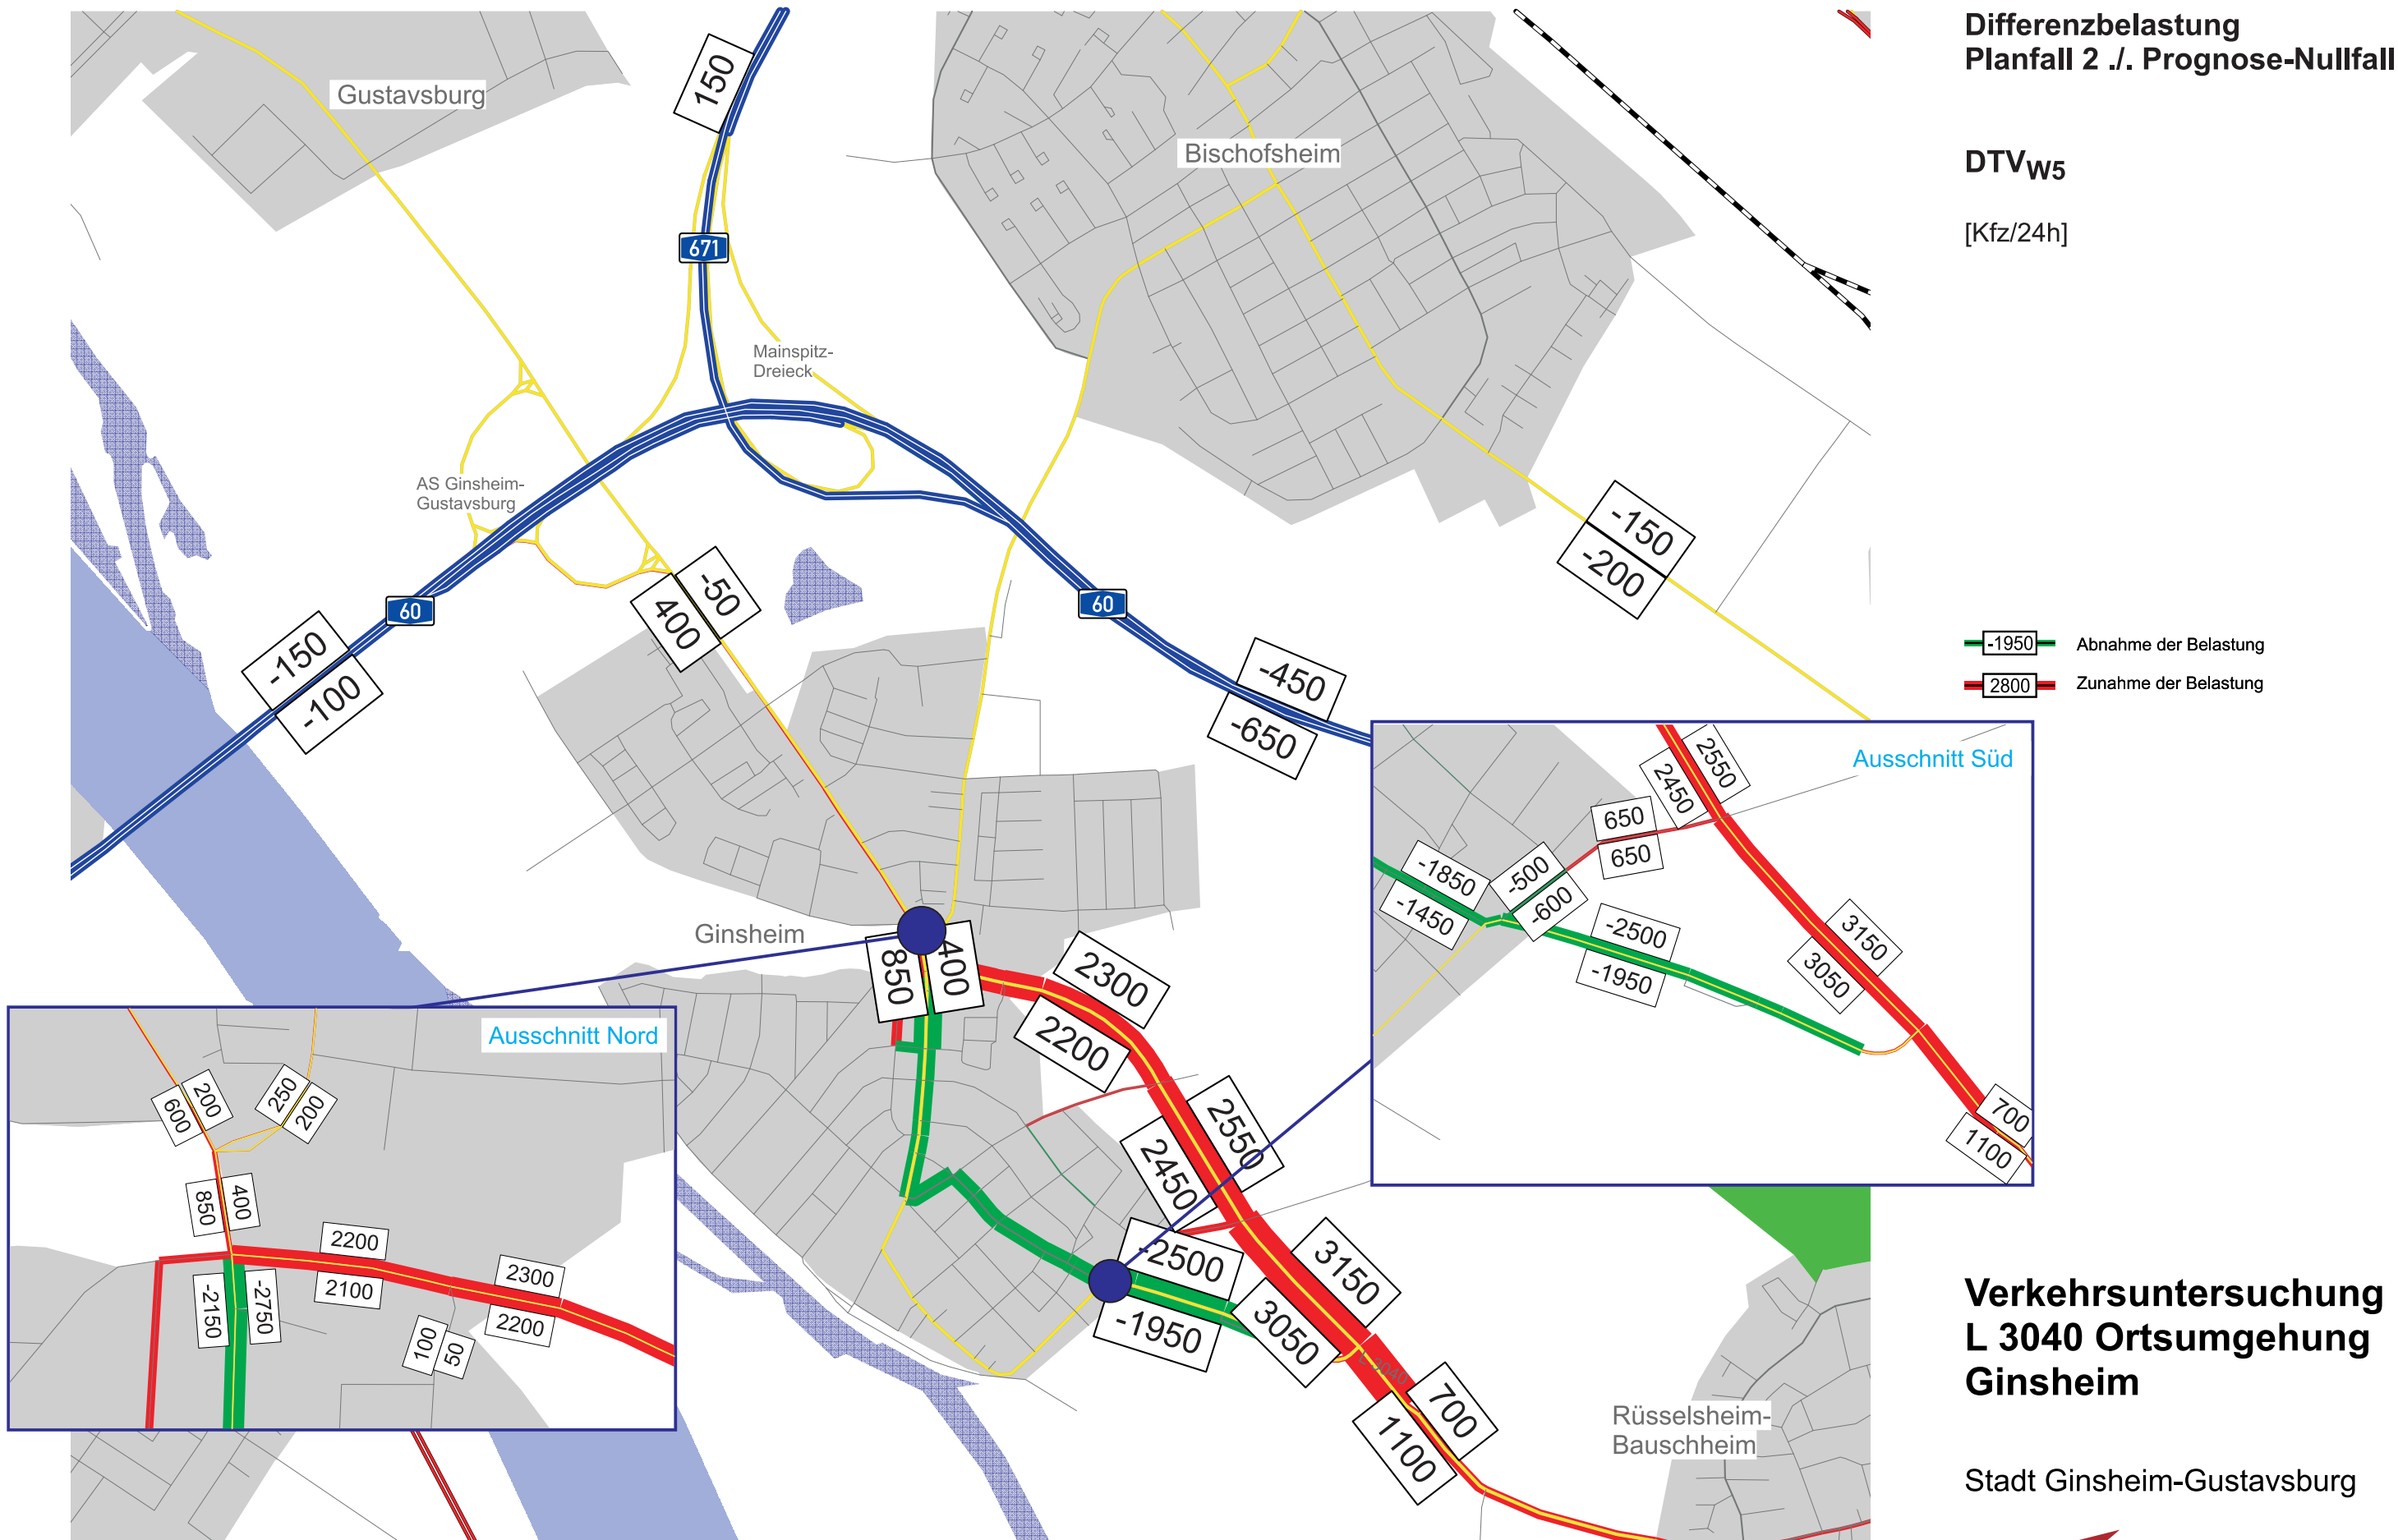 Differenzbelastung
Planfall 2 ./. Prognose-Nullfall
DTVW5
[Kfz/24h]
Gustavsburg
150
Bischofsheim
671
Mainspitz-
Dreieck
AS Ginsheim-
Gustavsburg
60
60
-150
-200
-50
400
-150
-100
-450
-650
-1950 Abnahme der Belastung
2800 Zunahme der Belastung
Ausschnitt Süd
2550
2450
650
650
-1850
-1450
-500
-600
-2500
-1950
3150
3050
700
1100
Ginsheim
850
400
2300
2200
2550
2450
-2500
-1950
3150
3050
L 3040
700
1100
Ausschnitt Nord
600
200
250
200
850
400
2200
2100
2300
2200
-2150
-2750
100
50
Rüsselsheim-
Bauschheim
Verkehrsuntersuchung
L 3040 Ortsumgehung
Ginsheim
Stadt Ginsheim-Gustavsburg